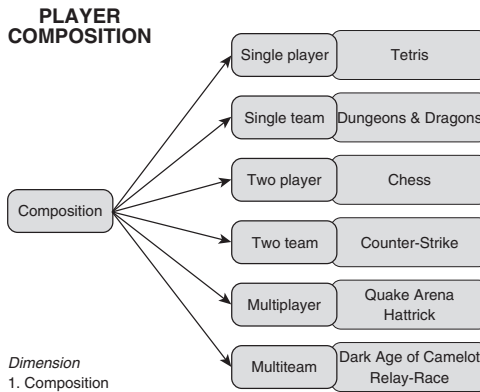 PLAYER
COMPOSITION
Single player
Tetris
Single team
Dungeons & Dragons
Two player
Chess
Composition
Two team
Counter-Strike
Multiplayer
Quake Arena
Hattrick
Multiteam
Dark Age of Camelot
Relay-Race
Dimension
1. Composition